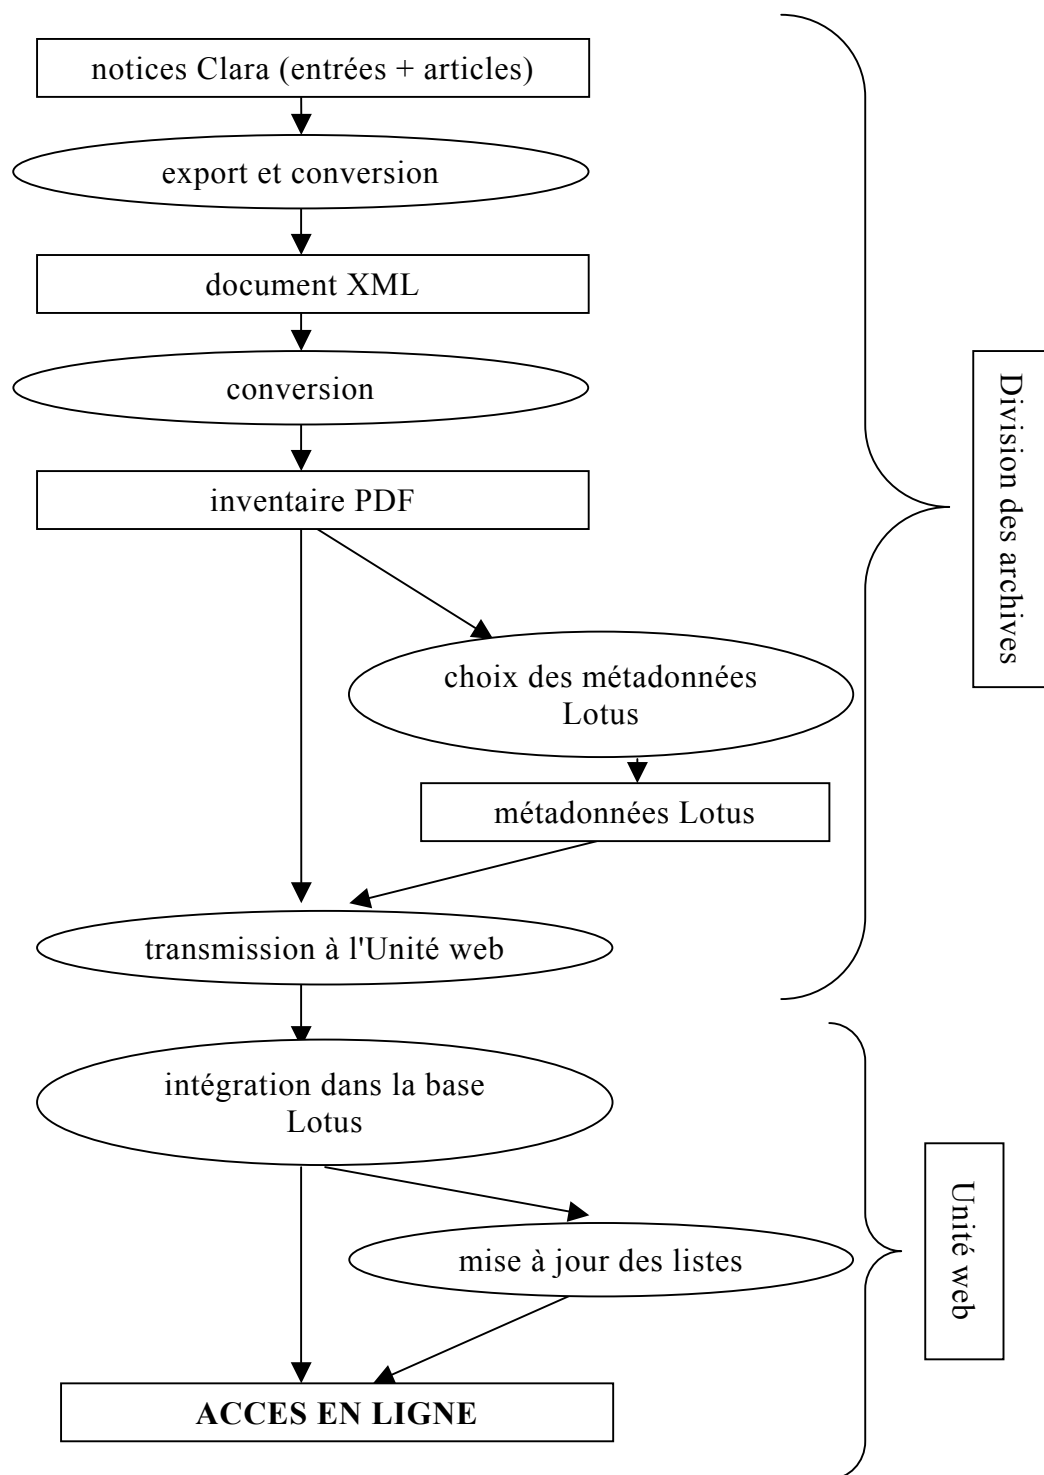 notices Clara (entrées + articles)
export et conversion
document XML
conversion
inventaire PDF
choix des métadonnées
Lotus
métadonnées Lotus
transmission à l'Unité web
Division des archives
intégration dans la base
Lotus
mise à jour des listes
ACCES EN LIGNE
Unité web